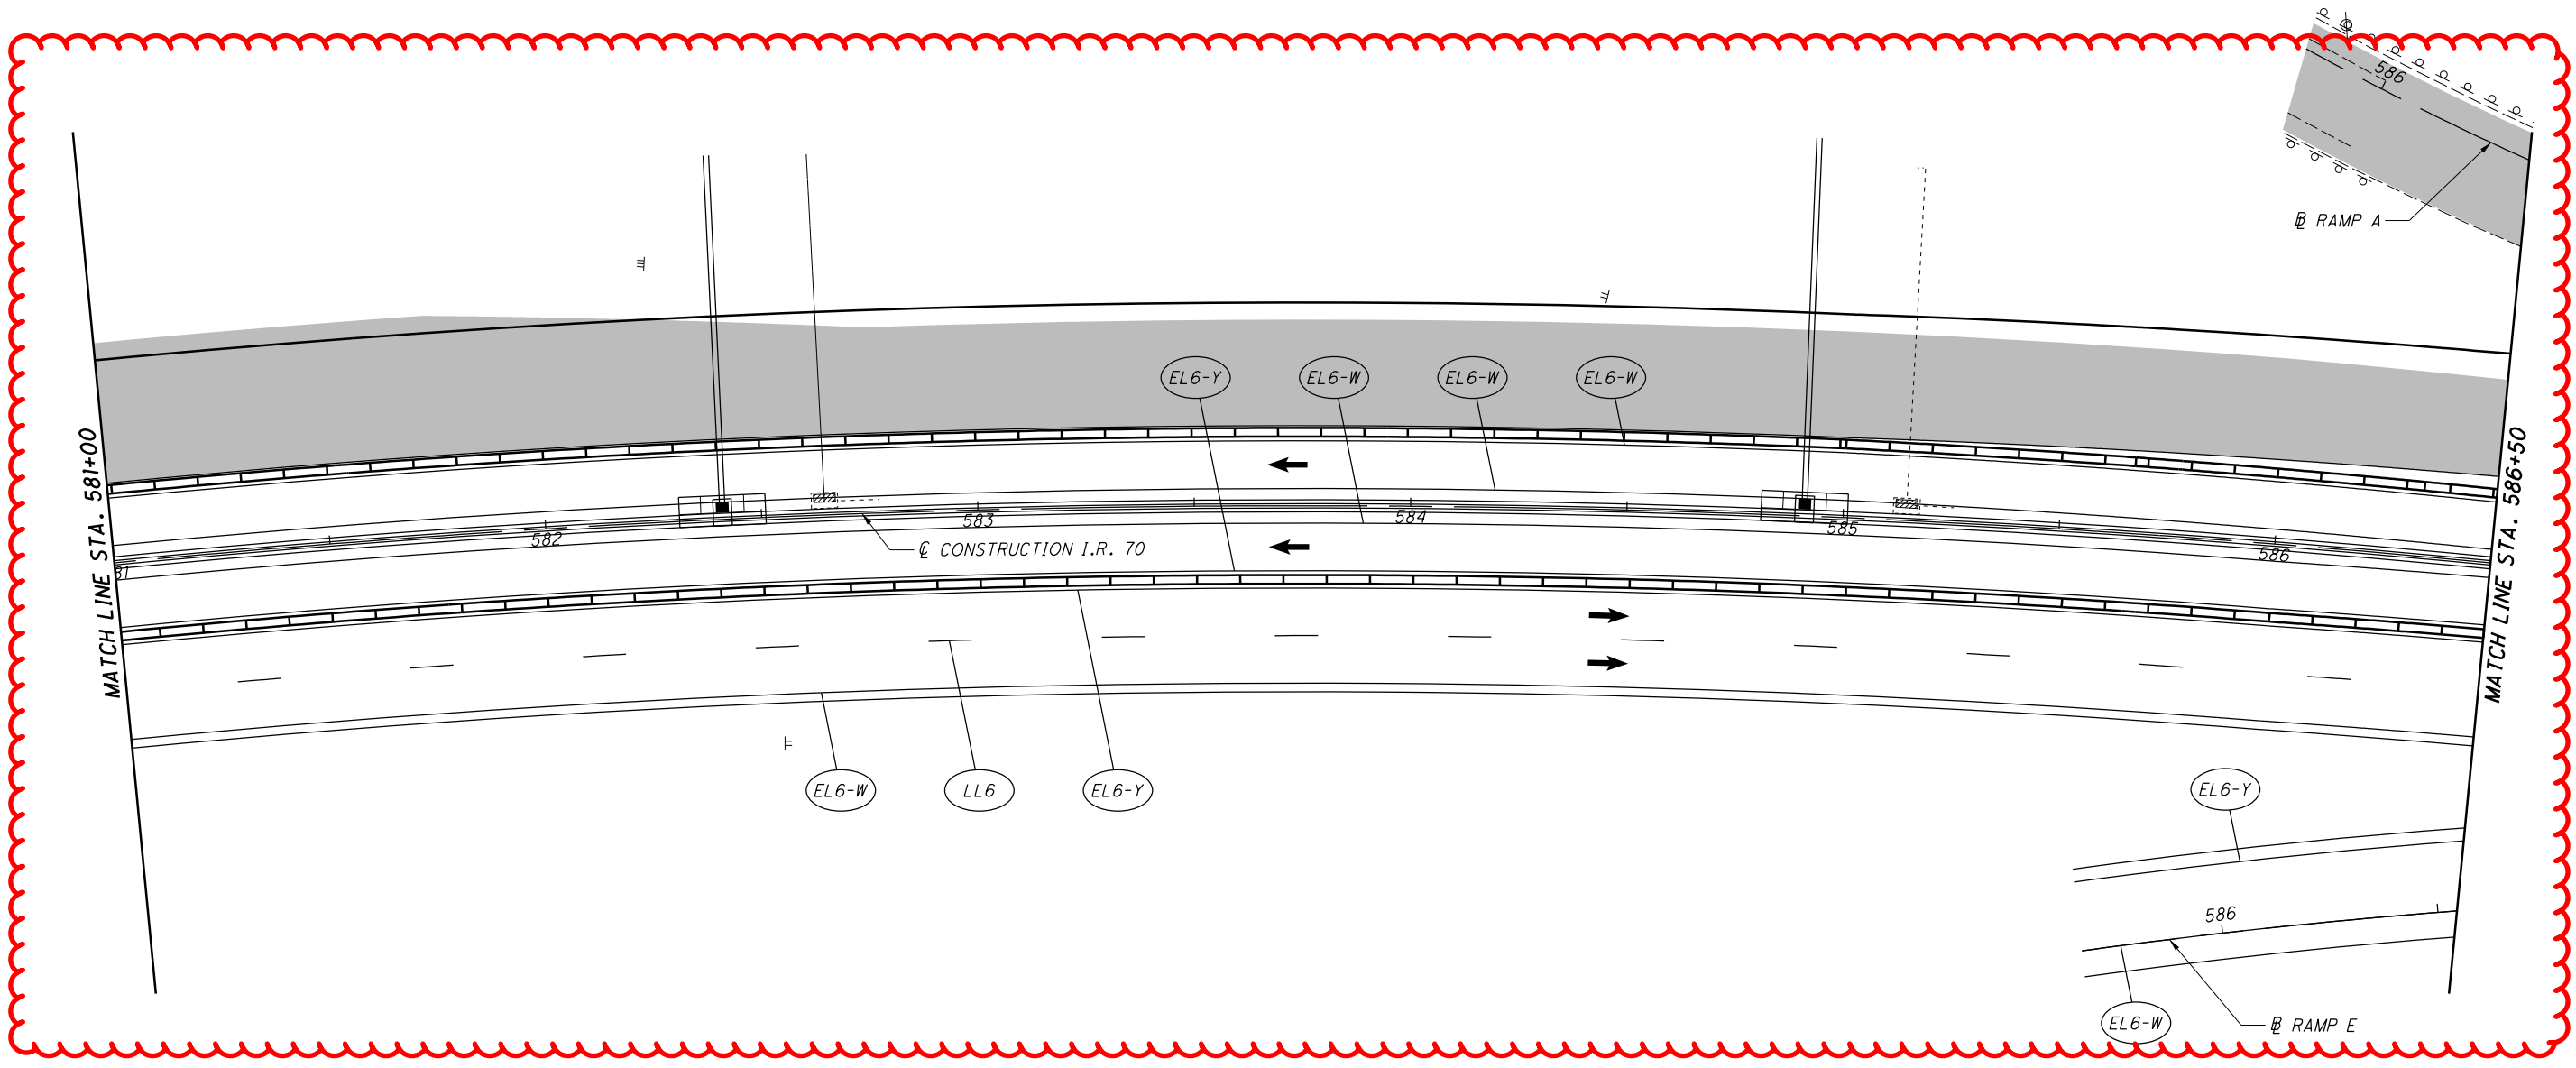 586
℄ RAMP A
EL6-Y
EL6-W
EL6-W
EL6-W
MATCH LINE STA. 581+00
MATCH LINE STA. 586+50
582
583
584
585
586
℄ CONSTRUCTION I.R. 70
EL6-W
LL6
EL6-Y
EL6-Y
586
EL6-W
℄ RAMP E